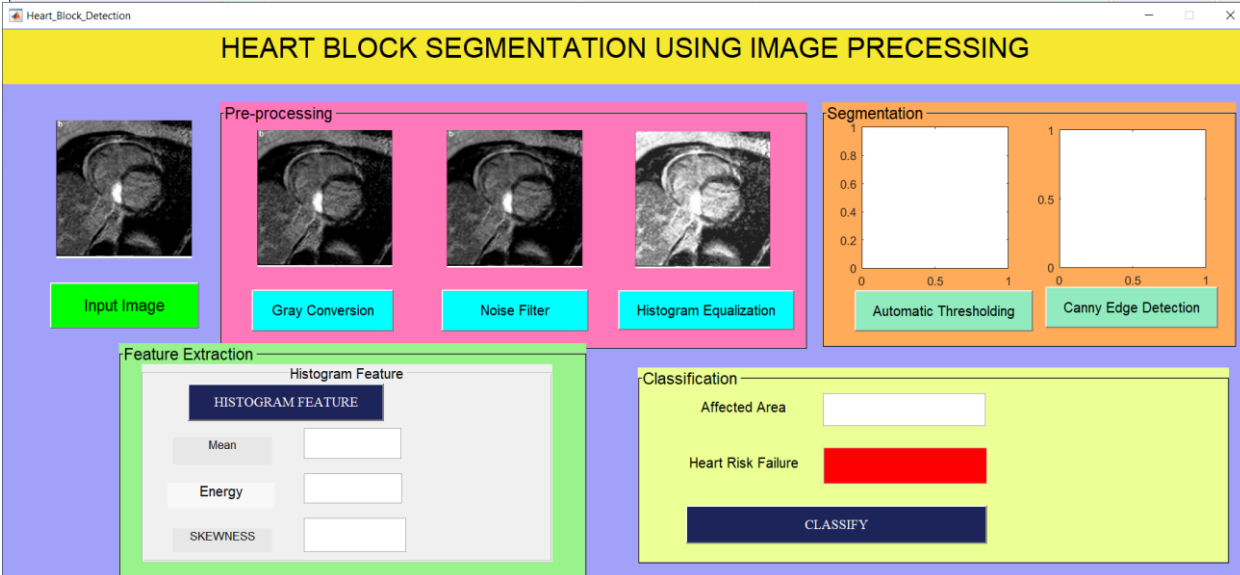 Heart_Block_Detection
HEART BLOCK SEGMENTATION USING IMAGE PRECESSING
Input Image
Pre-processing
b
b
b
Gray Conversion
Noise Filter
Histogram Equalization
Segmentation
1
0.8
0.6
0.4
0.2
0
0.5
1
1
0.5
0
0
0.5
1
Automatic Thresholding
Canny Edge Detection
Feature Extraction
Histogram Feature
HISTOGRAM FEATURE
Mean
Energy
SKEWNESS
Classification
Affected Area
Heart Risk Failure
CLASSIFY